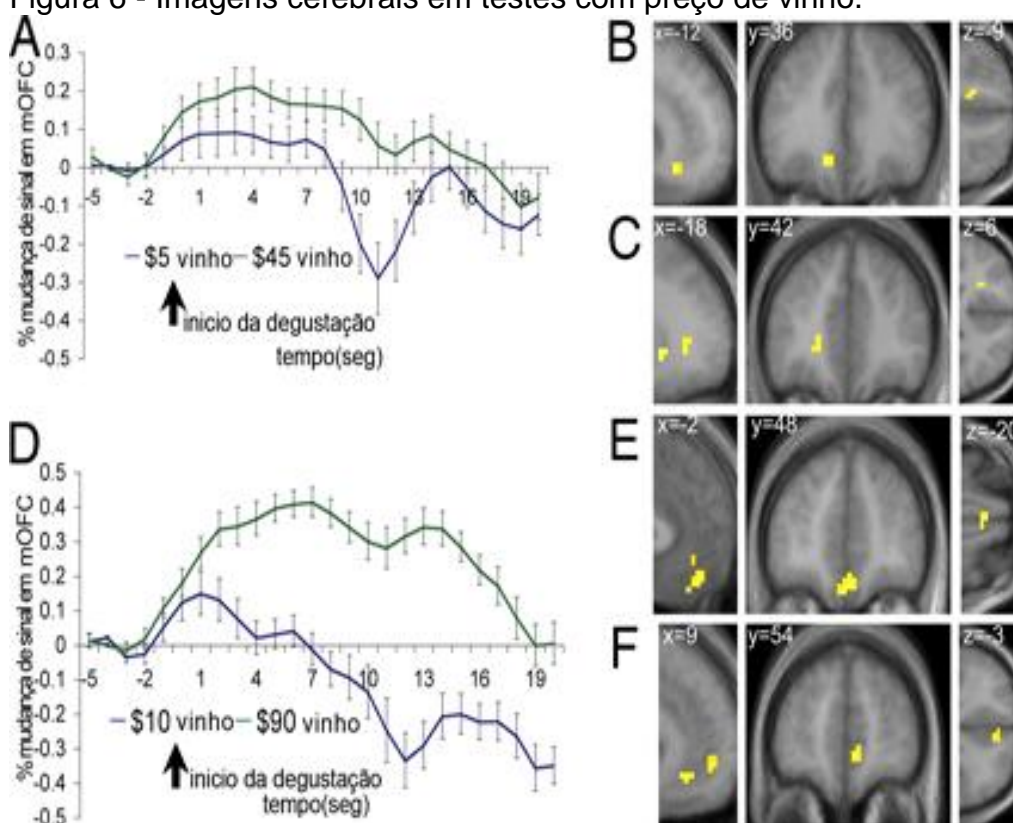 Figura 6 - Imagens cerebrais em testes com preço de vinho.
A
% mudança de sinal em mOFC
0.3
0.2
0.1
0
-0.1
-0.2
-0.3
-0.4
-0.5
-5 -2 1 4 7 10 13 16 19
$5 vinho $45 vinho
inicio da degustação
tempo(seg)
B
x=-12 y=36 z=-9
C
x=-18 y=42 z=6
D
% mudança de sinal em mOFC
0.5
0.4
0.3
0.2
0.1
0
-0.1
-0.2
-0.3
-0.4
-0.5
-5 -2 1 4 7 10 13 16 19
$10 vinho $90 vinho
inicio da degustação
tempo(seg)
E
x=-2 y=48 z=-20
F
x=9 y=54 z=-3